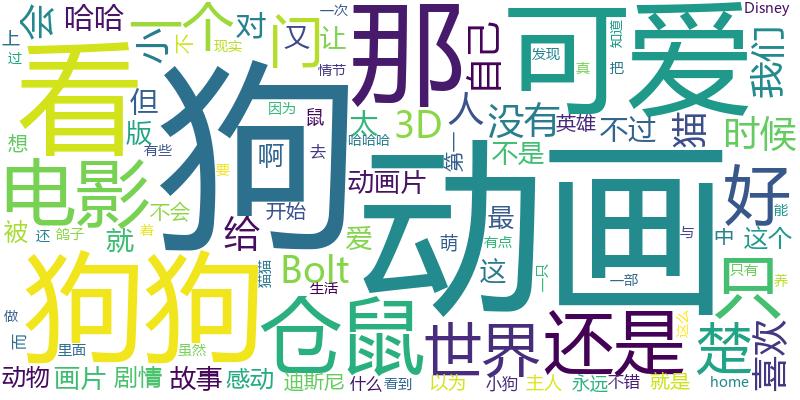 会 哈哈 一个 对 又 门 让 一次 那 自己 可爱 发现 知道 Disney
上 过 小 不 现实 情节 真 把 我们
看 狗 但 版 想 有些 因为 鼠 太 啊 去 哈哈哈 3D 人 第一 没有 英雄 不过 猫 时候
电影 不会 要 给 开始 动画片 不是 动画 好
被 还 鸽子 就 着 爱 萌 最 有点 这 一只 与 中 这个 能
狗狗 猫猫 Bolt 生活 一部 只 只有 养
做 而 里面 虽然 仓鼠 世界 还是 这么 楚 喜欢
动物 画片 剧情 故事 感动 迪斯尼 什么 看到 以为 小狗 主人 永远 不错 就是 home